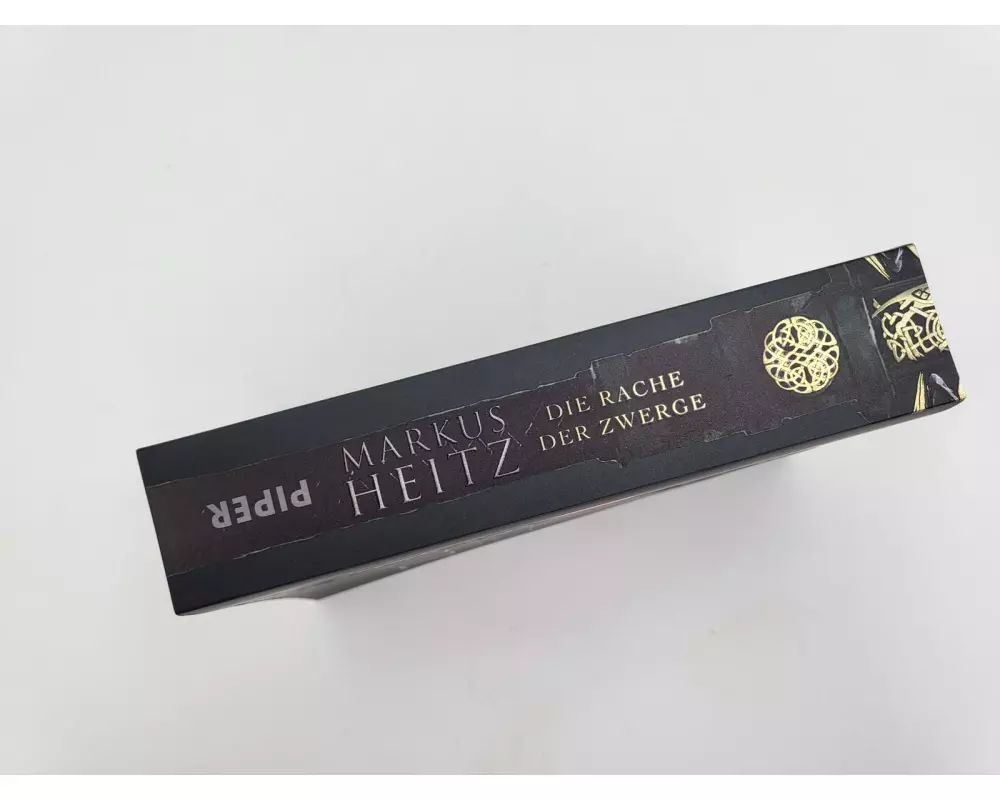 MARKUS
HEITZ
DIE RACHE
DER ZWERGE
PIPER